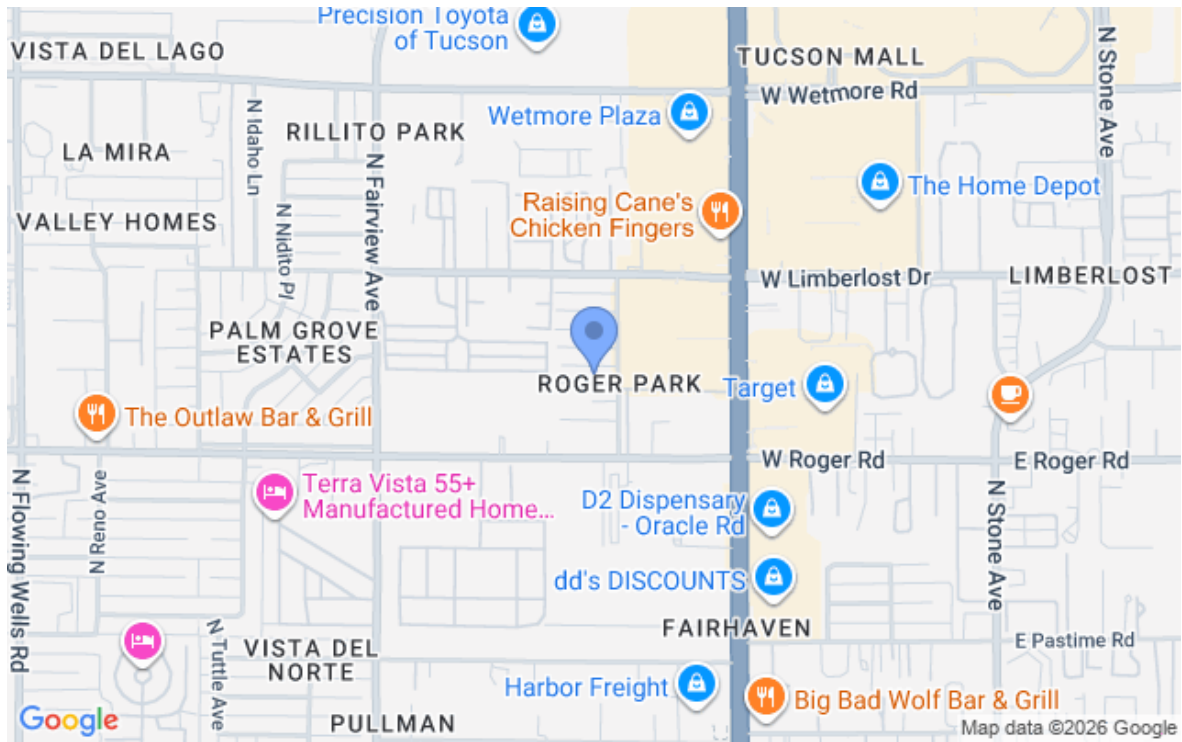 Precision Toyota
of Tucson
VISTA DEL LAGO
TUCSON MALL
N Stone Ave
W Wetmore Rd
Wetmore Plaza
N Idaho Ln
RILLITO PARK
LA MIRA
N Fairview Ave
The Home Depot
Raising Cane's
Chicken Fingers
VALLEY HOMES
N Nidito Pl
W Limberlost Dr
LIMBERLOST
PALM GROVE
ESTATES
ROGER PARK
Target
The Outlaw Bar & Grill
W Roger Rd
E Roger Rd
N Flowing Wells Rd
N Reno Ave
Terra Vista 55+
Manufactured Home...
D2 Dispensary
- Oracle Rd
N Stone Ave
dd's DISCOUNTS
FAIRHAVEN
E Pastime Rd
N Tuttle Ave
VISTA DEL
NORTE
Harbor Freight
Big Bad Wolf Bar & Grill
Google
PULLMAN
Map data ©2026 Google